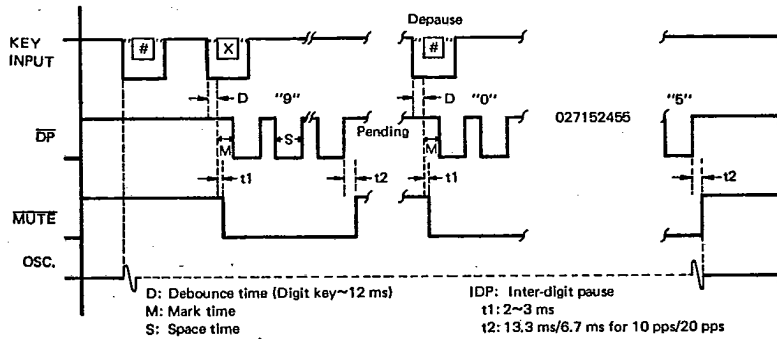 Depause
KEY INPUT
"#"
"X"
"#"
D
"9"
D
"0"
027152455
"5"
DP
M
S
Pending
M
t1
t2
t1
t2
MUTE
OSC.
D: Debounce time (Digit key~12 ms)
M: Mark time
S: Space time
IDP: Inter-digit pause
t1: 2~3 ms
t2: 13.3 ms/6.7 ms for 10 pps/20 pps